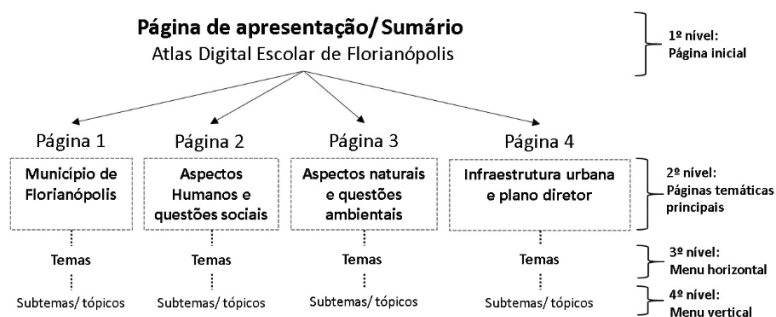 Página de apresentação/ Sumário
Atlas Digital Escolar de Florianópolis
1º nível:
Página inicial
Página 1
Página 2
Página 3
Página 4
Município de
Florianópolis
Aspectos
Humanos e
questões sociais
Aspectos naturais
e questões
ambientais
Infraestrutura urbana
e plano diretor
2º nível:
Páginas temáticas
principais
Temas
Temas
Temas
Temas
3º nível:
Menu horizontal
Subtemas/ tópicos
Subtemas/ tópicos
Subtemas/ tópicos
Subtemas/ tópicos
4º nível:
Menu vertical